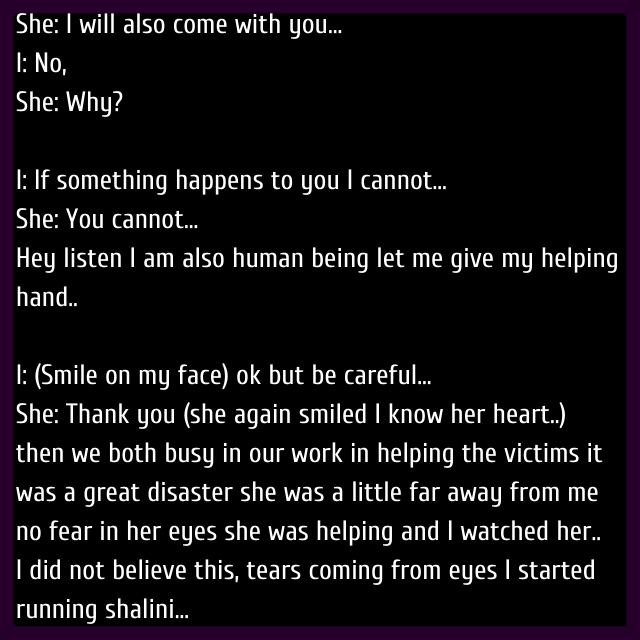 She: I will also come with you...
I: No,
She: Why?
I: If something happens to you I cannot...
She: You cannot...
Hey listen I am also human being let me give my helping
hand..
I: (Smile on my face) ok but be careful...
She: Thank you (she again smiled I know her heart..)
then we both busy in our work in helping the victims it
was a great disaster she was a little far away from me
no fear in her eyes she was helping and I watched her..
I did not believe this, tears coming from eyes I started
running shalini...